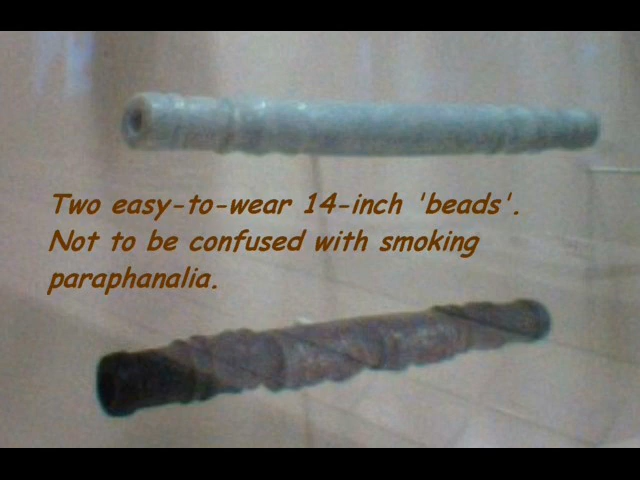 Two easy-to-wear 14-inch 'beads'.
Not to be confused with smoking
paraphanalia.